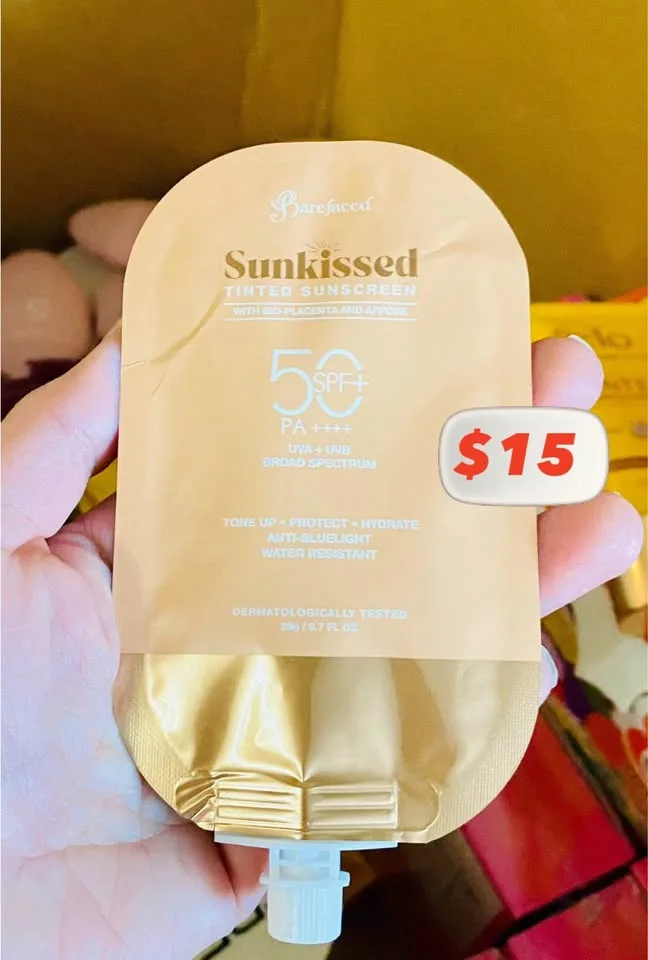 Barefaced
Sunkissed
TINTED SUNSCREEN
WITH BIO-PLACENTA AND APPCHE
50
SPF+
PA ++++
UVA + UVB
BROAD SPECTRUM
$15
TONE UP • PROTECT • HYDRATE
ANTI-BLUELIGHT
WATER RESISTANT
DERMATOLOGICALLY TESTED
20g / 0.7 FL OZ